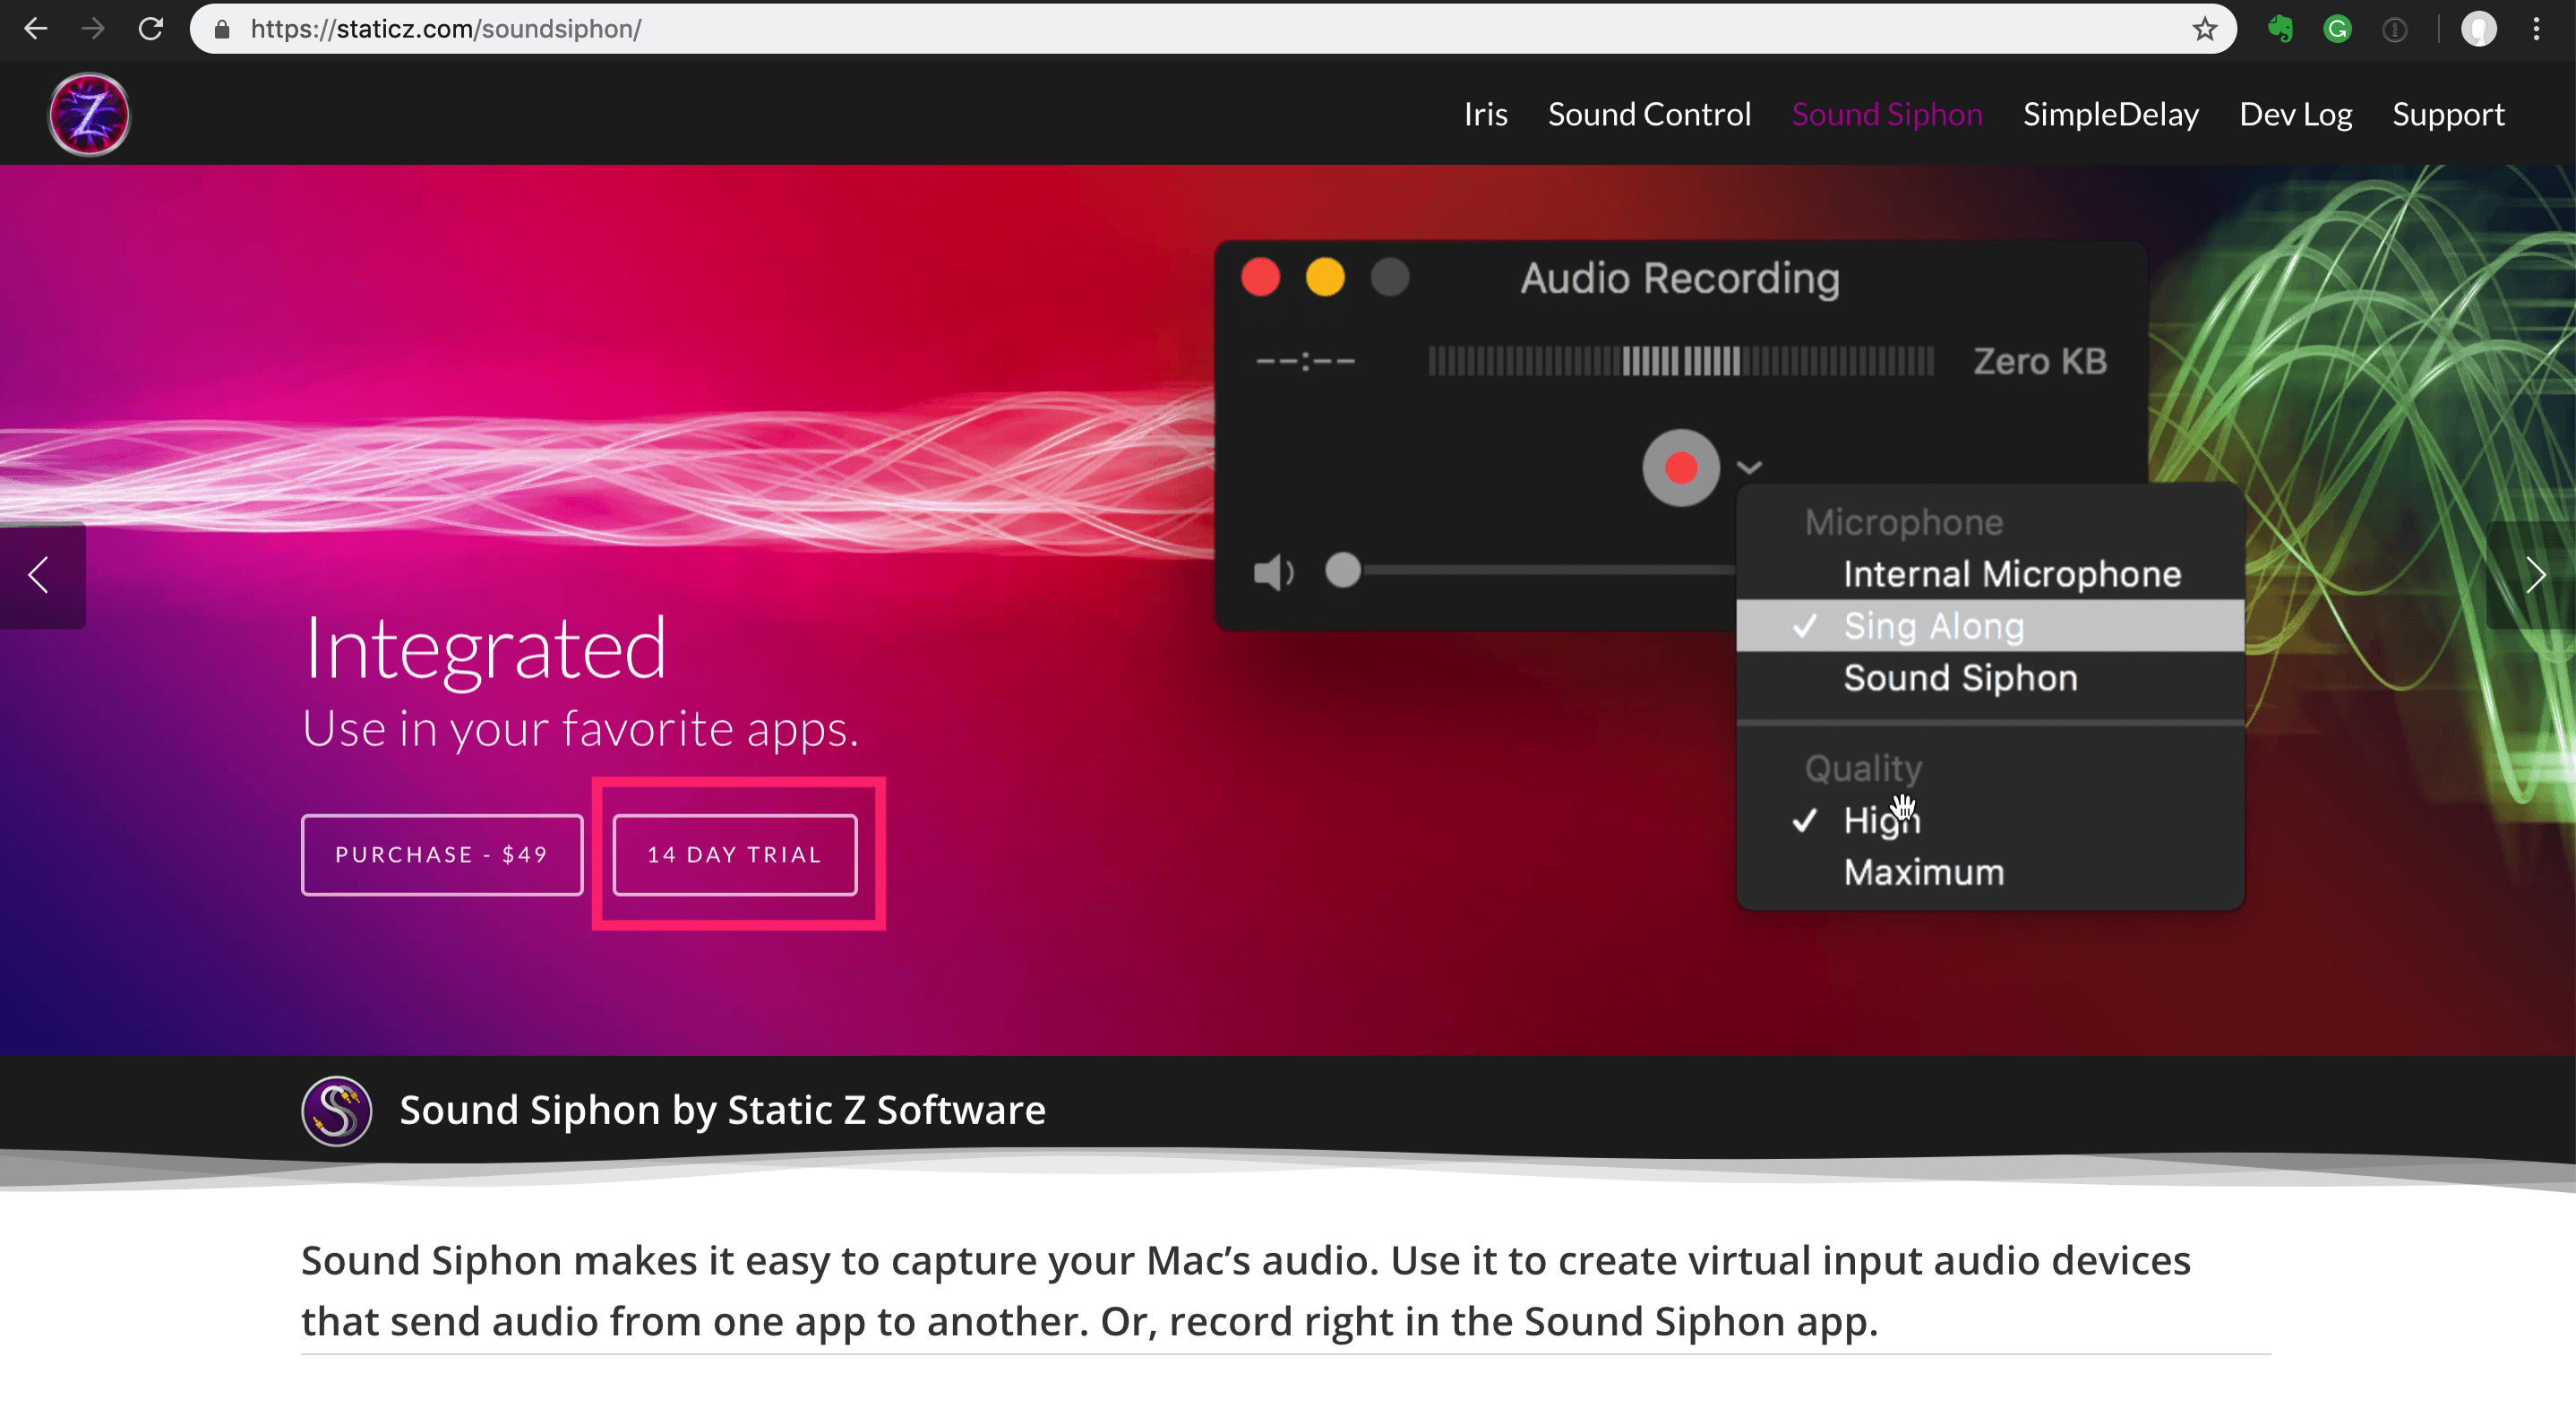 https://staticz.com/soundsiphon/
Z
Iris Sound Control Sound Siphon SimpleDelay Dev Log Support
Audio Recording
--:-- Zero KB
Microphone
Internal Microphone
✓ Sing Along
Sound Siphon
Quality
✓ High
Maximum
Integrated
Use in your favorite apps.
PURCHASE - $49 14 DAY TRIAL
S Sound Siphon by Static Z Software
Sound Siphon makes it easy to capture your Mac’s audio. Use it to create virtual input audio devices
that send audio from one app to another. Or, record right in the Sound Siphon app.